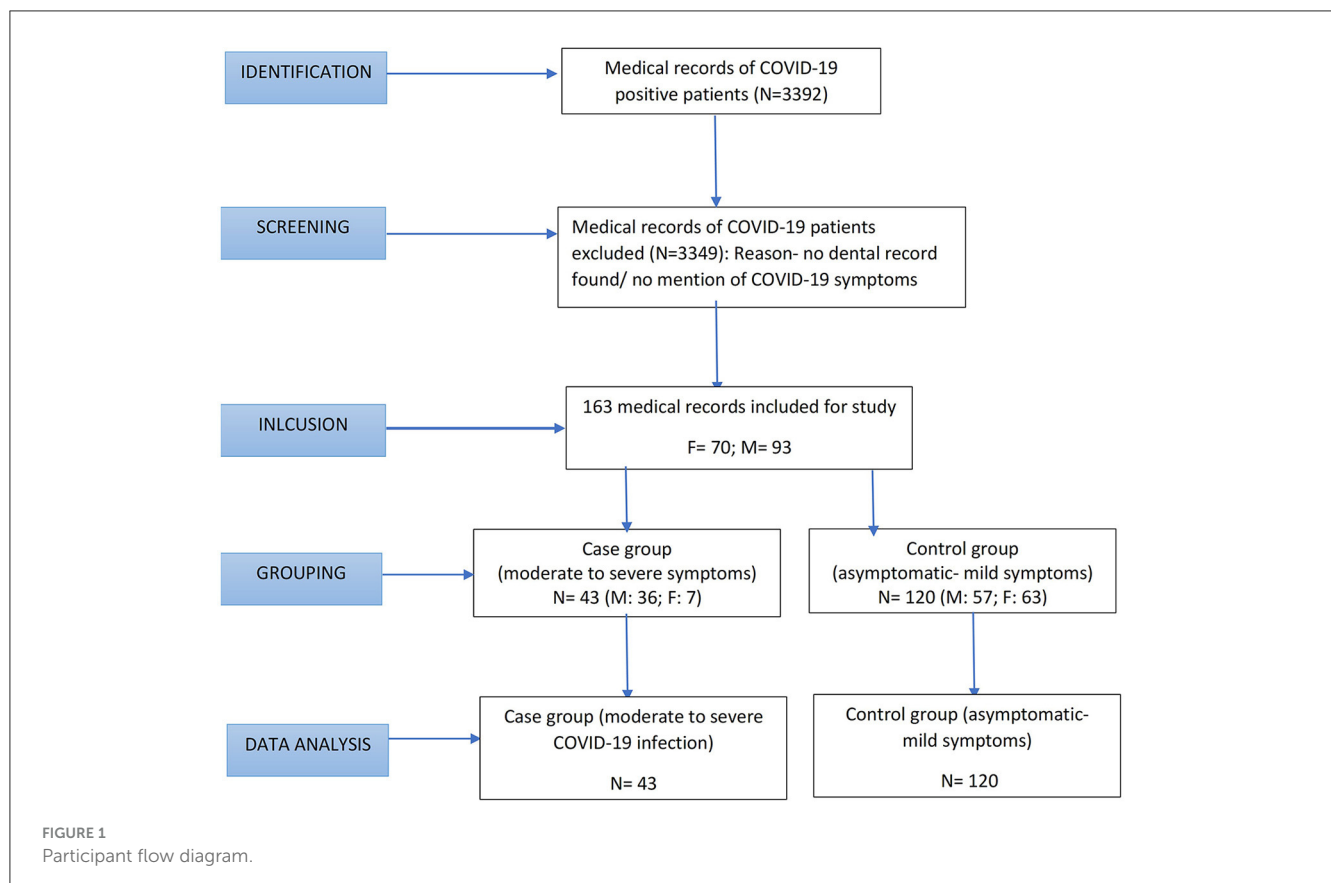 IDENTIFICATION
Medical records of COVID-19
positive patients (N=3392)
SCREENING
Medical records of COVID-19 patients
excluded (N=3349): Reason- no dental record
found/ no mention of COVID-19 symptoms
INLCUSION
163 medical records included for study
F= 70; M= 93
GROUPING
Case group
(moderate to severe symptoms)
N= 43 (M: 36; F: 7)
Control group
(asymptomatic- mild symptoms)
N= 120 (M: 57; F: 63)
DATA ANALYSIS
Case group (moderate to severe
COVID-19 infection)
N= 43
Control group (asymptomatic-
mild symptoms)
N= 120
FIGURE 1
Participant flow diagram.